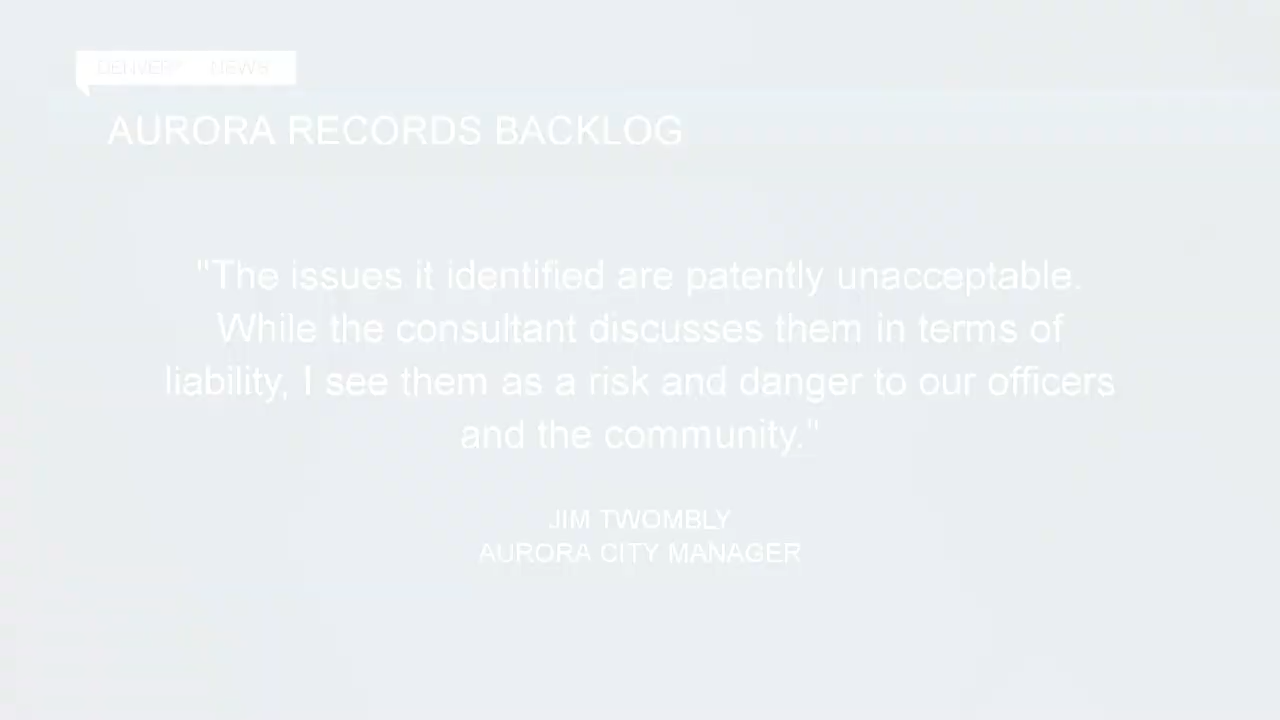 DENVER NEWS
AURORA RECORDS BACKLOG
"The issues it identified are patently unacceptable.
While the consultant discusses them in terms of
liability, I see them as a risk and danger to our officers
and the community."
JIM TWOMBLY
AURORA CITY MANAGER